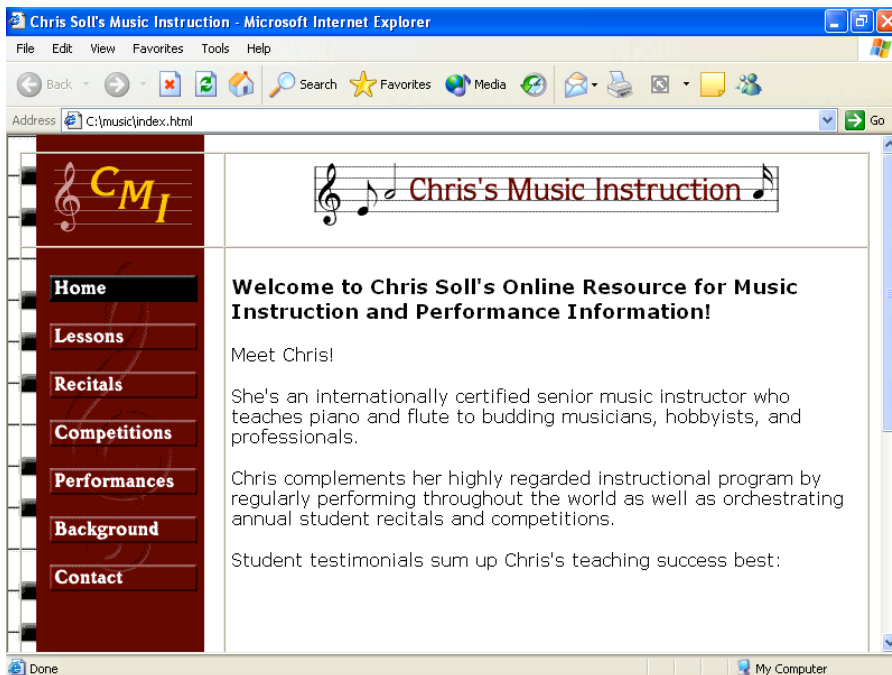 Chris Soll's Music Instruction - Microsoft Internet Explorer
File Edit View Favorites Tools Help
Back Search Favorites Media
Address C:\music\index.html Go
CMI
Chris's Music Instruction
Home
Lessons
Recitals
Competitions
Performances
Background
Contact
Welcome to Chris Soll's Online Resource for Music
Instruction and Performance Information!
Meet Chris!
She's an internationally certified senior music instructor who
teaches piano and flute to budding musicians, hobbyists, and
professionals.
Chris complements her highly regarded instructional program by
regularly performing throughout the world as well as orchestrating
annual student recitals and competitions.
Student testimonials sum up Chris's teaching success best:
Done My Computer